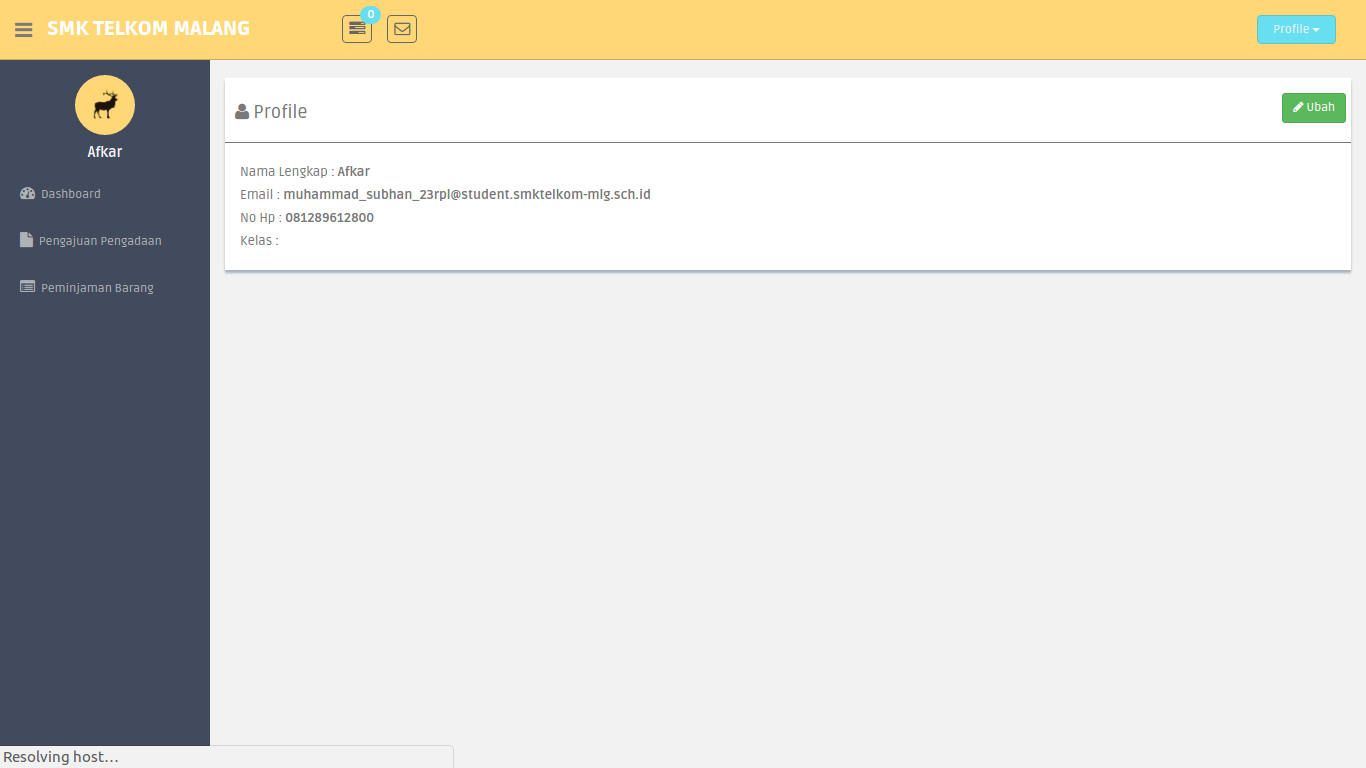 SMK TELKOM MALANG
0
Profile
Afkar
Dashboard
Pengajuan Pengadaan
Peminjaman Barang
Profile
Ubah
Nama Lengkap : Afkar
Email : muhammad_subhan_23rpl@student.smktelkom-mlg.sch.id
No Hp : 081289612800
Kelas :
Resolving host...